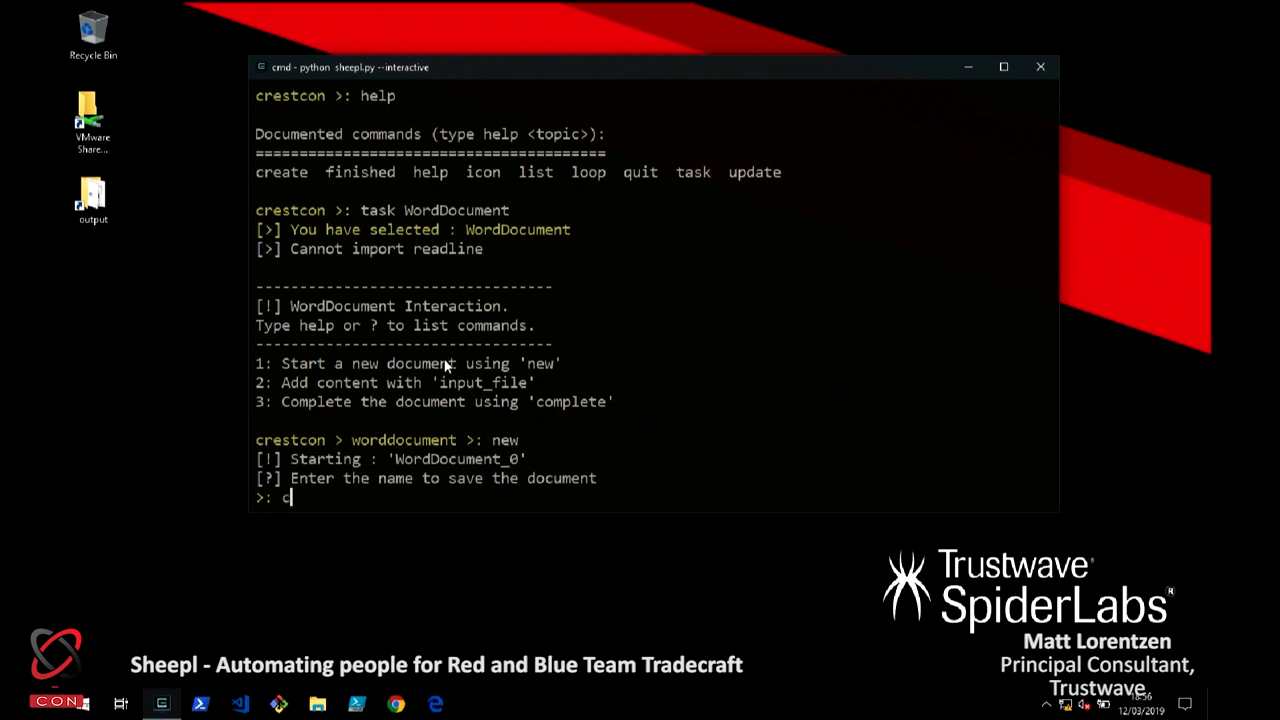 Recycle Bin
VMware
Share...
output
cmd - python sheepl.py --interactive
crestcon >: help
Documented commands (type help <topic>):
========================================
create finished help icon list loop quit task update
crestcon >: task WordDocument
[>] You have selected : WordDocument
[>] Cannot import readline
----------------------------------
[!] WordDocument Interaction.
Type help or ? to list commands.
----------------------------------
1: Start a new document using 'new'
2: Add content with 'input_file'
3: Complete the document using 'complete'
crestcon > worddocument >: new
[!] Starting : 'WordDocument_0'
[?] Enter the name to save the document
>: c
Trustwave®
SpiderLabs®
Matt Lorentzen
Principal Consultant,
Trustwave
Sheepl - Automating people for Red and Blue Team Tradecraft
CON
12/03/2019